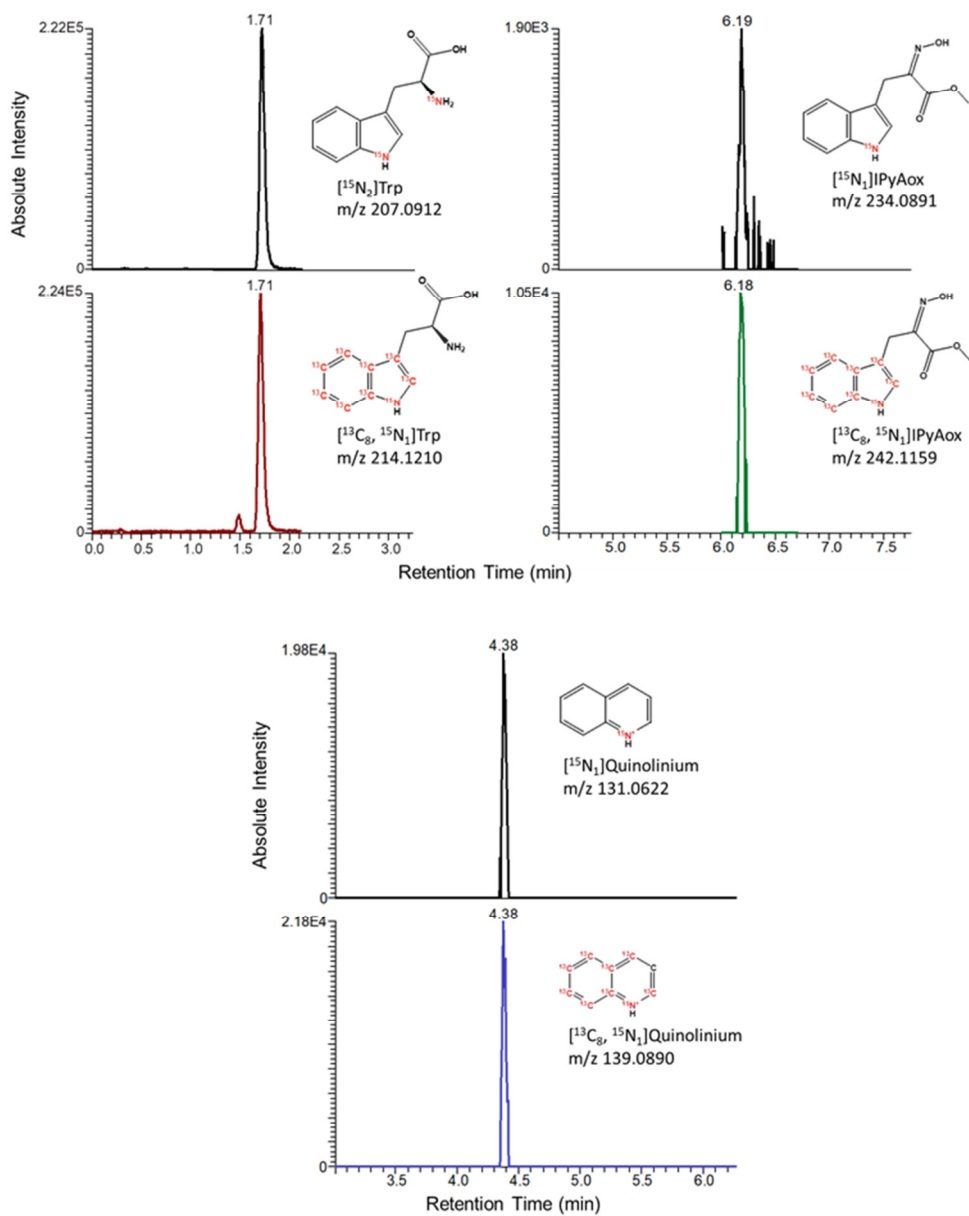 2.22E5
1.71
[¹⁵N₂]Trp
m/z 207.0912
0
1.90E3
6.19
[¹⁵N₁]IPyAox
m/z 234.0891
0
Absolute Intensity
2.24E5
1.71
[¹³C₈, ¹⁵N₁]Trp
m/z 214.1210
0
0.0 0.5 1.0 1.5 2.0 2.5 3.0
1.05E4
6.18
[¹³C₈, ¹⁵N₁]IPyAox
m/z 242.1159
0
5.0 5.5 6.0 6.5 7.0 7.5
Retention Time (min)
1.98E4
4.38
[¹⁵N₁]Quinolinium
m/z 131.0622
0
Absolute Intensity
2.18E4
4.38
[¹³C₈, ¹⁵N₁]Quinolinium
m/z 139.0890
0
3.5 4.0 4.5 5.0 5.5 6.0
Retention Time (min)